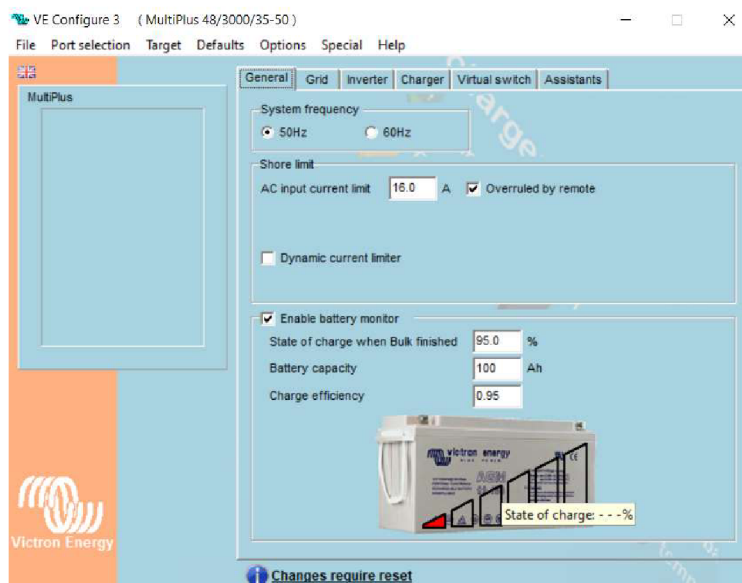 VE Configure 3 ( MultiPlus 48/3000/35-50 )
File Port selection Target Defaults Options Special Help
MultiPlus
General Grid Inverter Charger Virtual switch Assistants
System frequency
50Hz 60Hz
Shore limit
AC input current limit 16.0 A Overruled by remote
Dynamic current limiter
Enable battery monitor
State of charge when Bulk finished 95.0 %
Battery capacity 100 Ah
Charge efficiency 0.95
victron energy
BLUE POWER
AGM
State of charge: - - -%
Victron Energy
Changes require reset